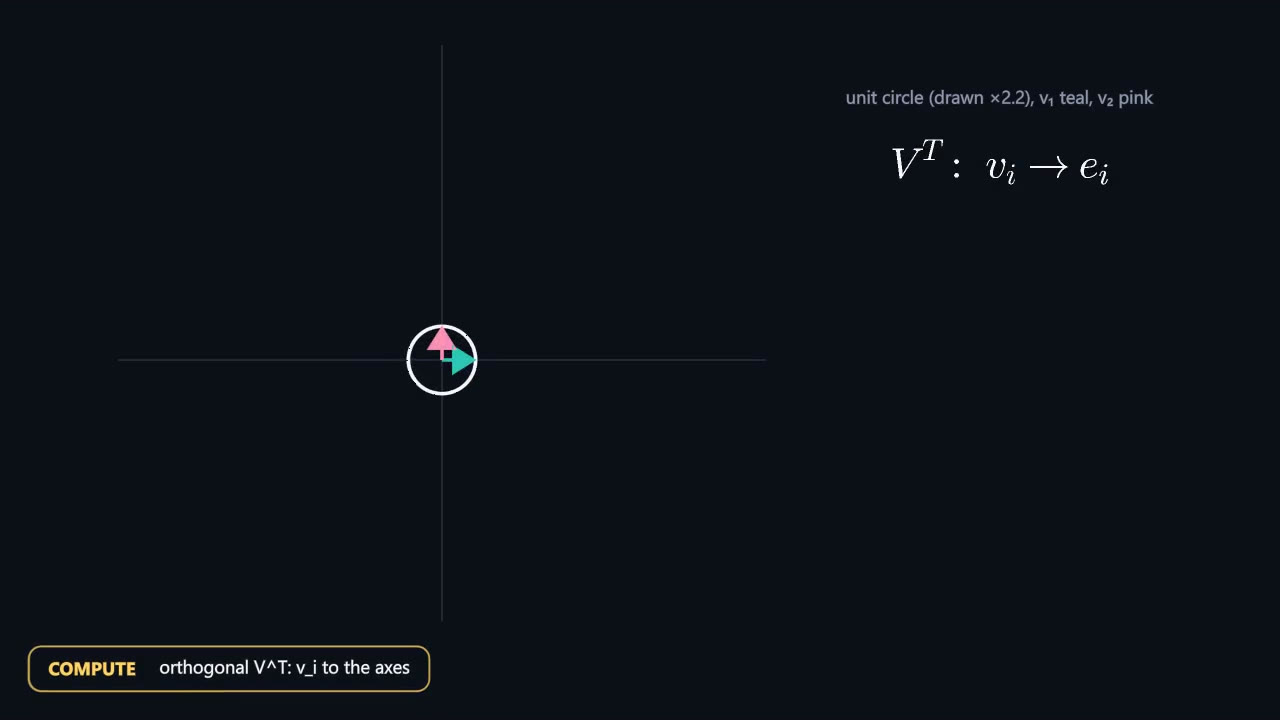 unit circle (drawn ×2.2), v₁ teal, v₂ pink
V^T : v_i → e_i
COMPUTE orthogonal V^T: v_i to the axes